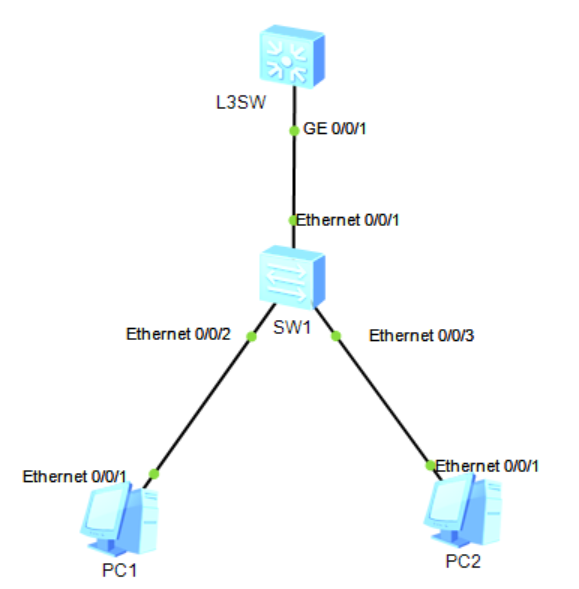 L3SW
GE 0/0/1
Ethernet 0/0/1
SW1
Ethernet 0/0/2
Ethernet 0/0/3
Ethernet 0/0/1
Ethernet 0/0/1
PC1
PC2